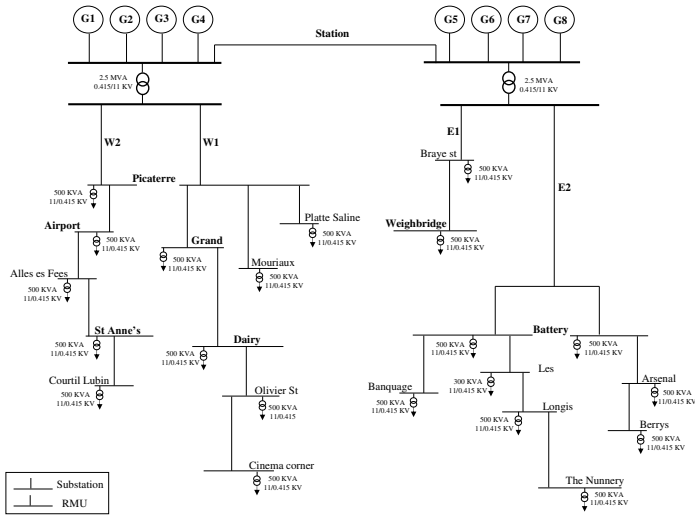 G1 G2 G3 G4 Station G5 G6 G7 G8
2.5 MVA
0.415/11 KV
2.5 MVA
0.415/11 KV
W2
W1
E1
E2
Picaterre
500 KVA
11/0.415 KV
Airport
500 KVA
11/0.415 KV
Alles es Fees
500 KVA
11/0.415 KV
St Anne's
500 KVA
11/0.415 KV
Courtil Lubin
500 KVA
11/0.415 KV
Platte Saline
500 KVA
11/0.415 KV
Grand
500 KVA
11/0.415 KV
Mouriaux
500 KVA
11/0.415 KV
Dairy
500 KVA
11/0.415 KV
Olivier St
500 KVA
11/0.415
Cinema corner
500 KVA
11/0.415 KV
Braye st
500 KVA
11/0.415 KV
Weighbridge
500 KVA
11/0.415 KV
Battery
500 KVA
11/0.415 KV
500 KVA
11/0.415 KV
Banquage
500 KVA
11/0.415 KV
Les
300 KVA
11/0.415 KV
Longis
500 KVA
11/0.415 KV
The Nunnery
500 KVA
11/0.415 KV
Arsenal
500 KVA
11/0.415 KV
Berrys
500 KVA
11/0.415 KV
Substation
RMU